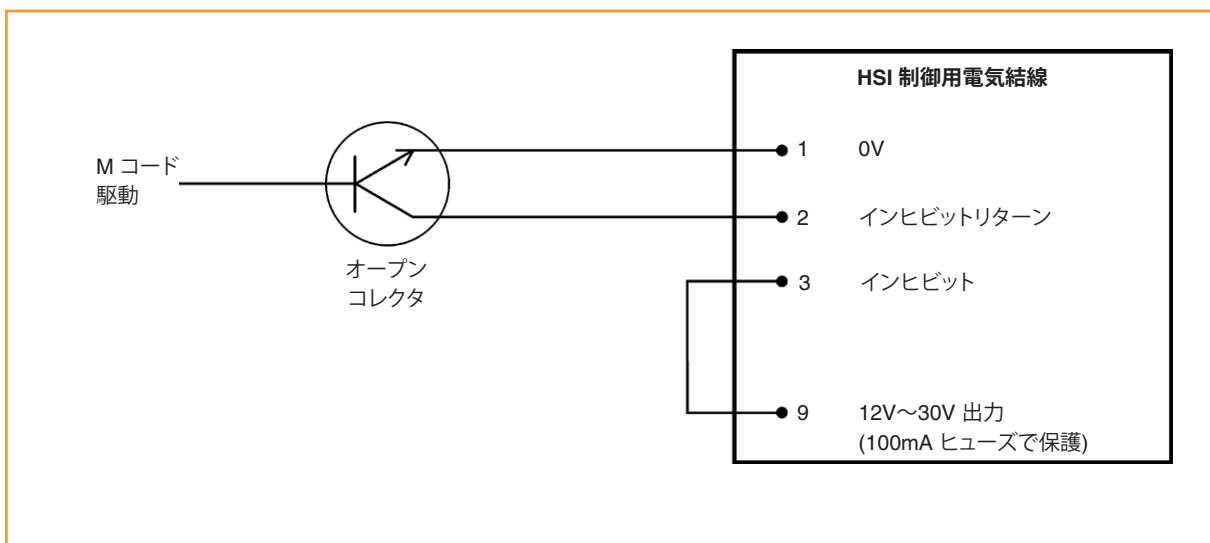 HSI 制御用電気結線
M コード
駆動
オープン
コレクタ
1 0V
2 インヒビットリターン
3 インヒビット
9 12V～30V 出力
(100mA ヒューズで保護)